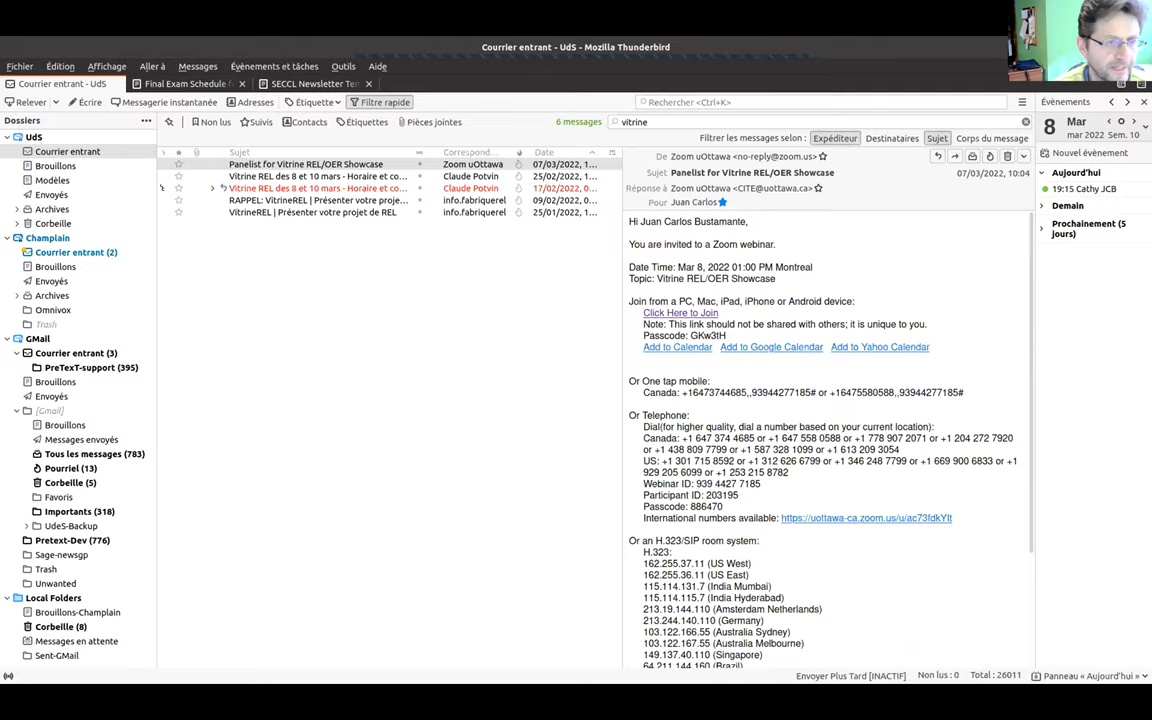 Courrier entrant - UdS - Mozilla Thunderbird
Fichier Édition Affichage Aller à Messages Évènements et tâches Outils Aide
Courrier entrant - UdS Final Exam Schedule f SECCL Newsletter Ten
Relever Écrire Messagerie instantanée Adresses Étiquette Filtre rapide Rechercher <Ctrl+K> Évènements
Dossiers
Non lus Suivis Contacts Étiquettes Pièces jointes 6 messages vitrine
Filtrer les messages selon : Expéditeur Destinataires Sujet Corps du message
UdS
Courrier entrant
Brouillons
Modèles
Envoyés
Archives
Corbeille
Champlain
Courrier entrant (2)
Brouillons
Envoyés
Archives
Omnivox
Trash
GMail
Courrier entrant (3)
PreTexT-support (395)
Brouillons
Envoyés
[Gmail]
Brouillons
Messages envoyés
Tous les messages (783)
Pourriel (13)
Corbeille (5)
Favoris
Importants (318)
UdeS-Backup
Pretext-Dev (776)
Sage-newsgp
Trash
Unwanted
Local Folders
Brouillons-Champlain
Corbeille (8)
Messages en attente
Sent-GMail
Sujet Correspond... Date
Panelist for Vitrine REL/OER Showcase Zoom uOttawa 07/03/2022, 1...
Vitrine REL des 8 et 10 mars - Horaire et co... Claude Potvin 25/02/2022, 1...
Vitrine REL des 8 et 10 mars - Horaire et co... Claude Potvin 17/02/2022, 0...
RAPPEL: VitrineREL | Présenter votre proje... info.fabriquerel 09/02/2022, 0...
VitrineREL | Présenter votre projet de REL info.fabriquerel 25/01/2022, 1...
De Zoom uOttawa <no-reply@zoom.us>
Sujet Panelist for Vitrine REL/OER Showcase 07/03/2022, 10:04
Réponse à Zoom uOttawa <CITE@uottawa.ca>
Pour Juan Carlos
Hi Juan Carlos Bustamante,
You are invited to a Zoom webinar.
Date Time: Mar 8, 2022 01:00 PM Montreal
Topic: Vitrine REL/OER Showcase
Join from a PC, Mac, iPad, iPhone or Android device:
Click Here to Join
Note: This link should not be shared with others; it is unique to you.
Passcode: GKw3tH
Add to Calendar Add to Google Calendar Add to Yahoo Calendar
Or One tap mobile:
Canada: +16473744685,,93944277185# or +16475580588,,93944277185#
Or Telephone:
Dial(for higher quality, dial a number based on your current location):
Canada: +1 647 374 4685 or +1 647 558 0588 or +1 778 907 2071 or +1 204 272 7920
or +1 438 809 7799 or +1 587 328 1099 or +1 613 209 3054
US: +1 301 715 8592 or +1 312 626 6799 or +1 346 248 7799 or +1 669 900 6833 or +1
929 205 6099 or +1 253 215 8782
Webinar ID: 939 4427 7185
Participant ID: 203195
Passcode: 886470
International numbers available: https://uottawa-ca.zoom.us/u/ac73fdkYIt
Or an H.323/SIP room system:
H.323:
162.255.37.11 (US West)
162.255.36.11 (US East)
115.114.131.7 (India Mumbai)
115.114.115.7 (India Hyderabad)
213.19.144.110 (Amsterdam Netherlands)
213.244.140.110 (Germany)
103.122.166.55 (Australia Sydney)
103.122.167.55 (Australia Melbourne)
149.137.40.110 (Singapore)
64.211.144.160 (Brazil)
8 Mar
mar 2022 Sem. 10
Nouvel évènement
Aujourd'hui
19:15 Cathy JCB
Demain
Prochainement (5
jours)
Envoyer Plus Tard [INACTIF] Non lus : 0 Total : 26011 Panneau « Aujourd'hui »